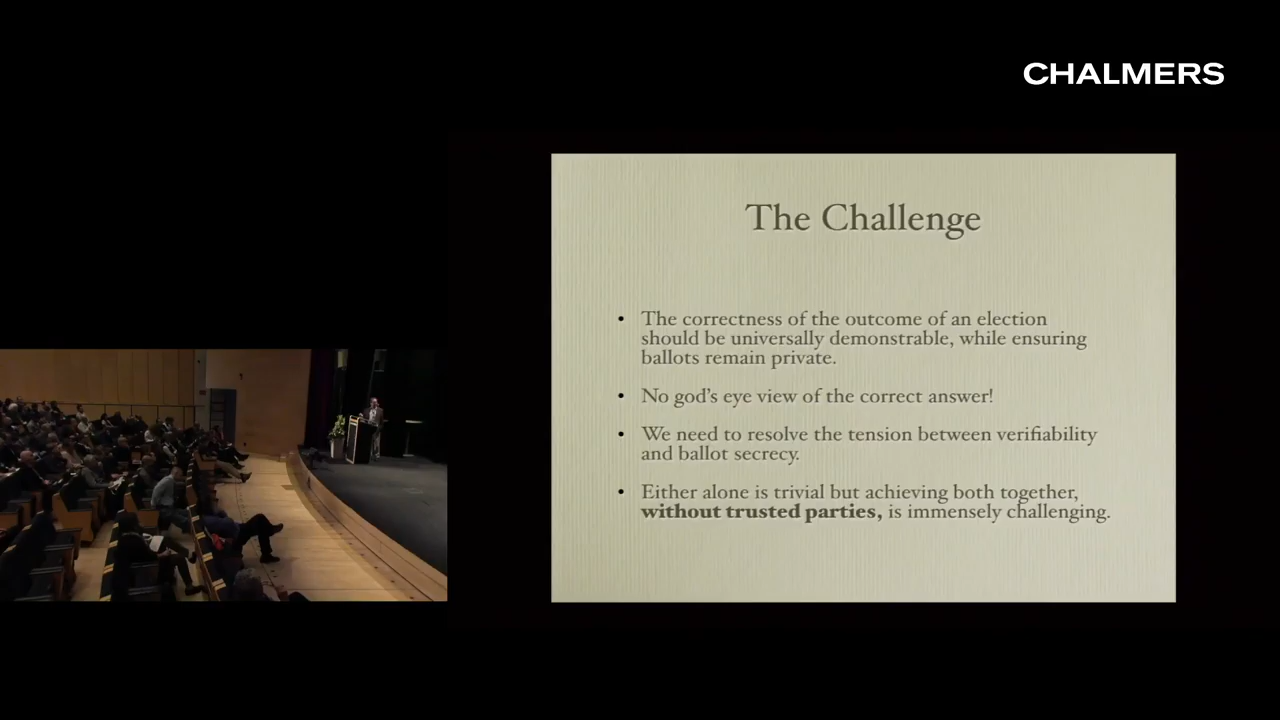 CHALMERS
The Challenge
• The correctness of the outcome of an election
should be universally demonstrable, while ensuring
ballots remain private.
• No god's eye view of the correct answer!
• We need to resolve the tension between verifiability
and ballot secrecy.
• Either alone is trivial but achieving both together,
without trusted parties, is immensely challenging.